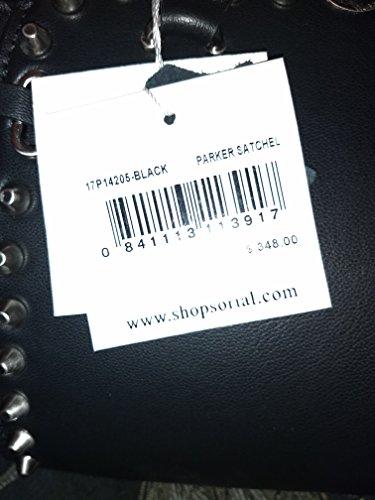 17P14205-BLACK PARKER SATCHEL
0 841113 113917
$ 348.00
www.shopsorial.com